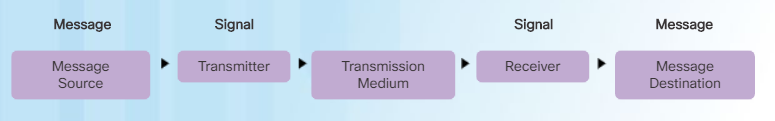 Message
Signal
Signal
Message
Message
Source
Transmitter
Transmission
Medium
Receiver
Message
Destination